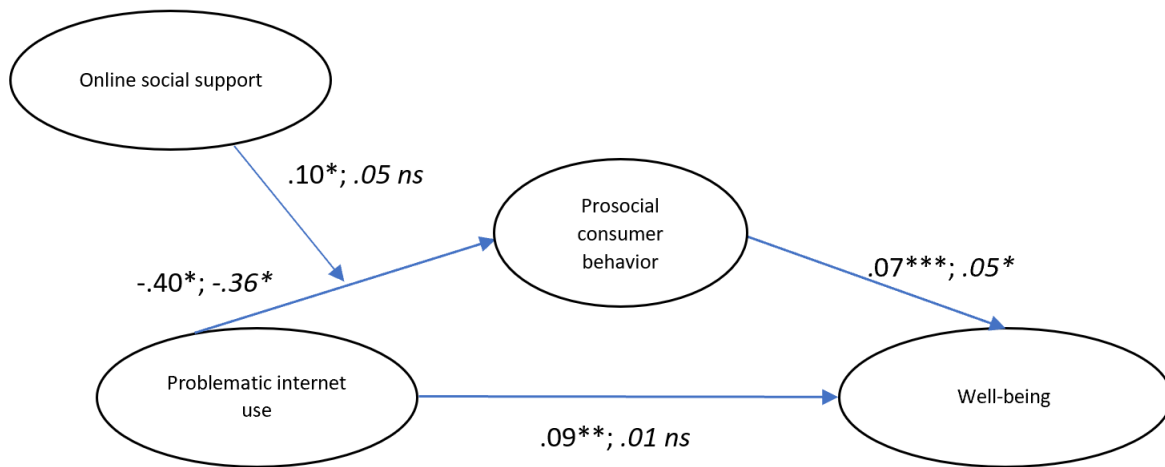 Online social support
.10*; .05 ns
Prosocial
consumer
behavior
-.40*; -.36*
.07***; .05*
Problematic internet
use
Well-being
.09**; .01 ns